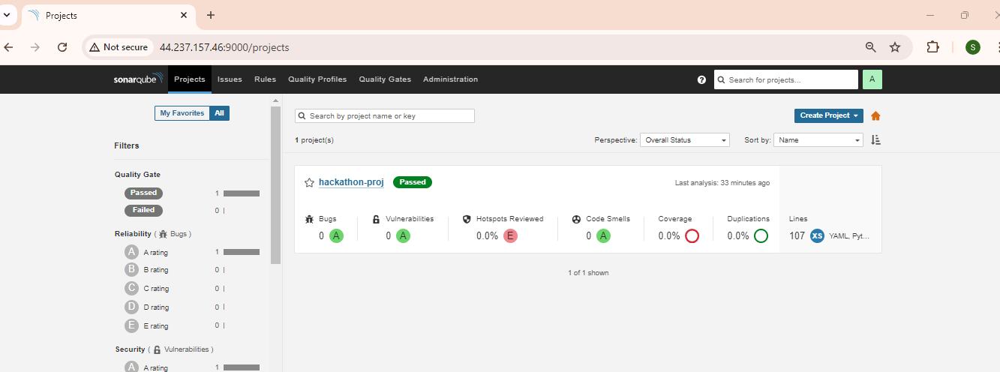 Projects
Not secure 44.237.157.46:9000/projects
S
sonarqube Projects Issues Rules Quality Profiles Quality Gates Administration
? Search for projects... A
My Favorites All
Filters
Quality Gate
Passed 1
Failed 0
Reliability ( Bugs )
A A rating 1
B B rating 0
C C rating 0
D D rating 0
E E rating 0
Security ( Vulnerabilities )
A A rating 1
Search by project name or key
Create Project
1 project(s)
Perspective: Overall Status Sort by: Name
hackathon-proj Passed Last analysis: 33 minutes ago
Bugs Vulnerabilities Hotspots Reviewed Code Smells Coverage Duplications Lines
0 A 0 A 0.0% E 0 A 0.0% 0.0% 107 XS YAML, Pyt...
1 of 1 shown